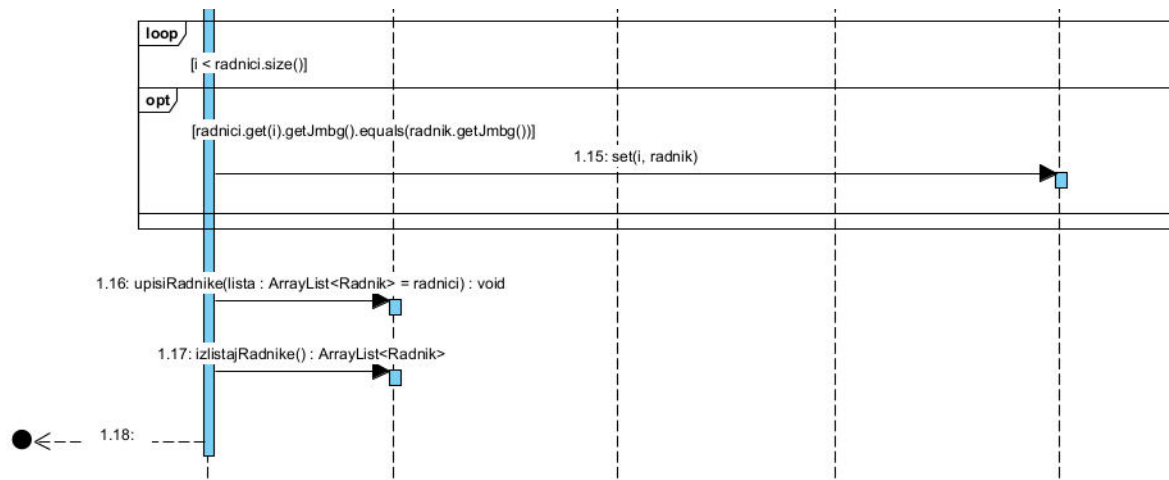 loop
[i < radnici.size()]
opt
[radnici.get(i).getJmbg().equals(radnik.getJmbg())]
1.15: set(i, radnik)
1.16: upisiRadnike(lista : ArrayList<Radnik> = radnici) : void
1.17: izlistajRadnike() : ArrayList<Radnik>
1.18: